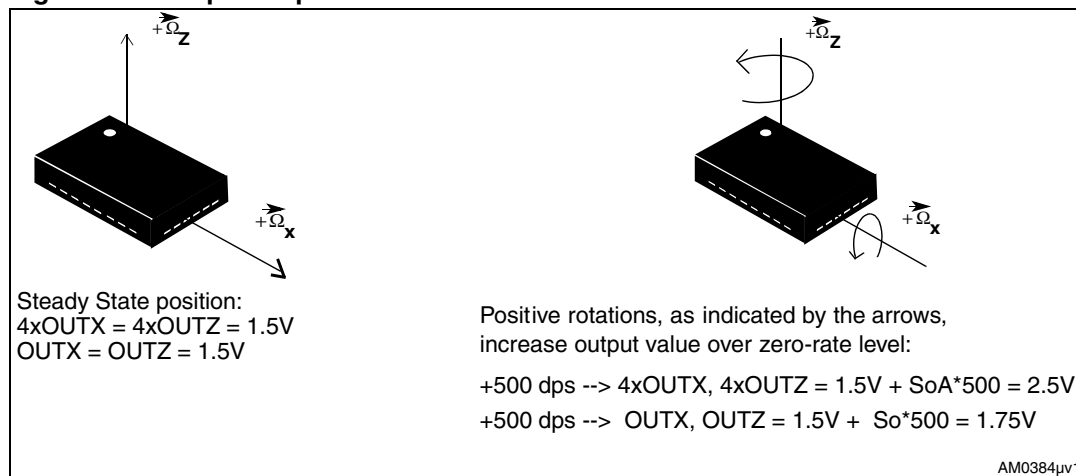 +Ω Z
+Ω x
Steady State position:
4xOUTX = 4xOUTZ = 1.5V
OUTX = OUTZ = 1.5V
+Ω Z
+Ω x
Positive rotations, as indicated by the arrows,
increase output value over zero-rate level:
+500 dps --> 4xOUTX, 4xOUTZ = 1.5V + SoA*500 = 2.5V
+500 dps --> OUTX, OUTZ = 1.5V + So*500 = 1.75V